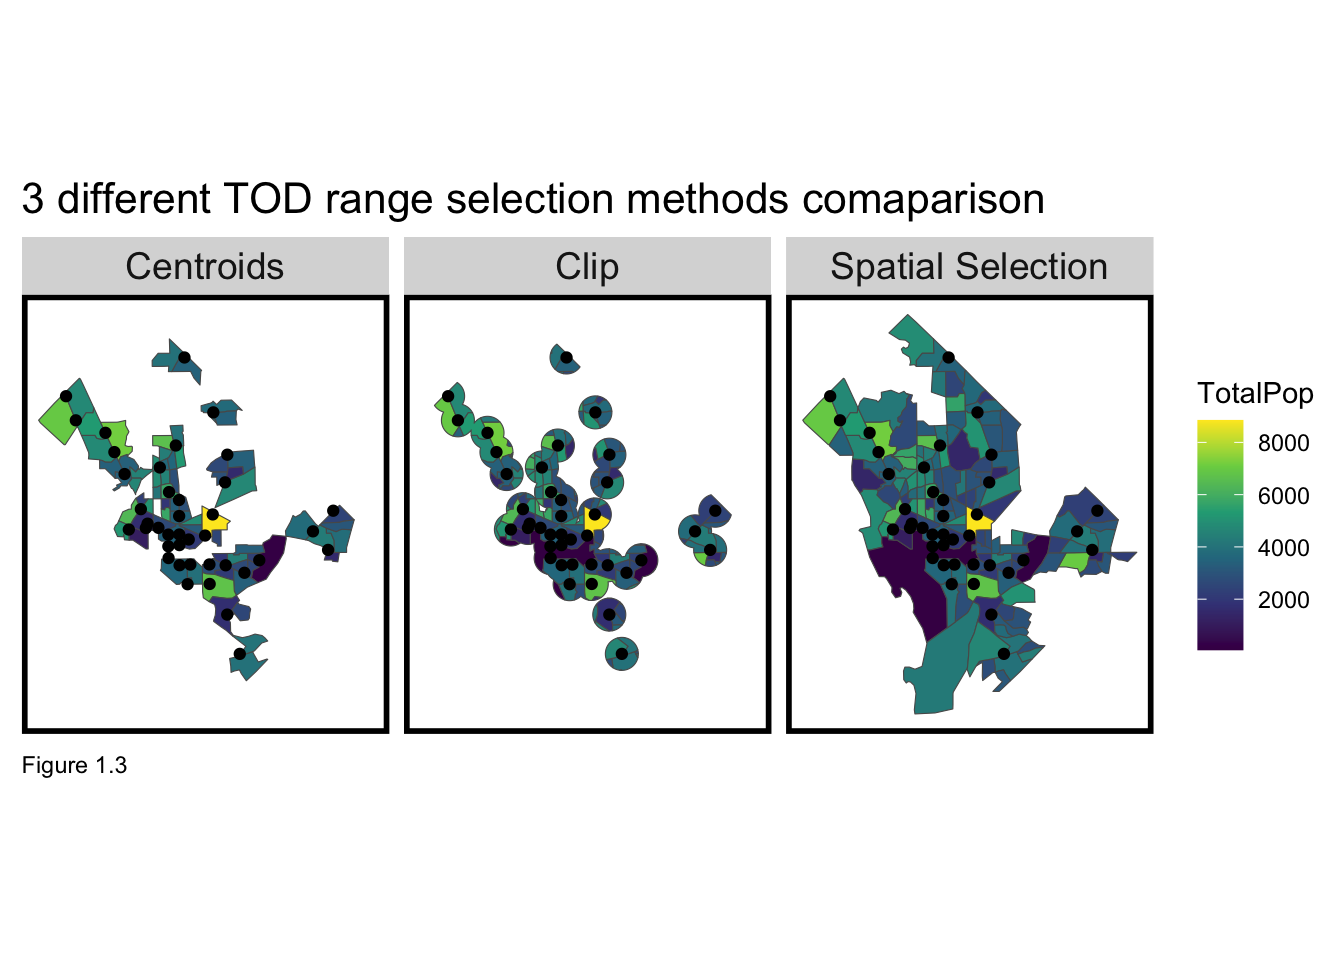 3 different TOD range selection methods comaparison
Centroids
Clip
Spatial Selection
TotalPop
8000
6000
4000
2000
Figure 1.3